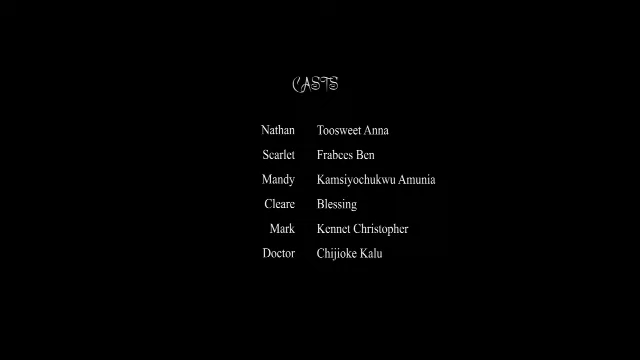 CASTS
Nathan Toosweet Anna
Scarlet Frabces Ben
Mandy Kamsiyochukwu Amunia
Cleare Blessing
Mark Kennet Christopher
Doctor Chijioke Kalu